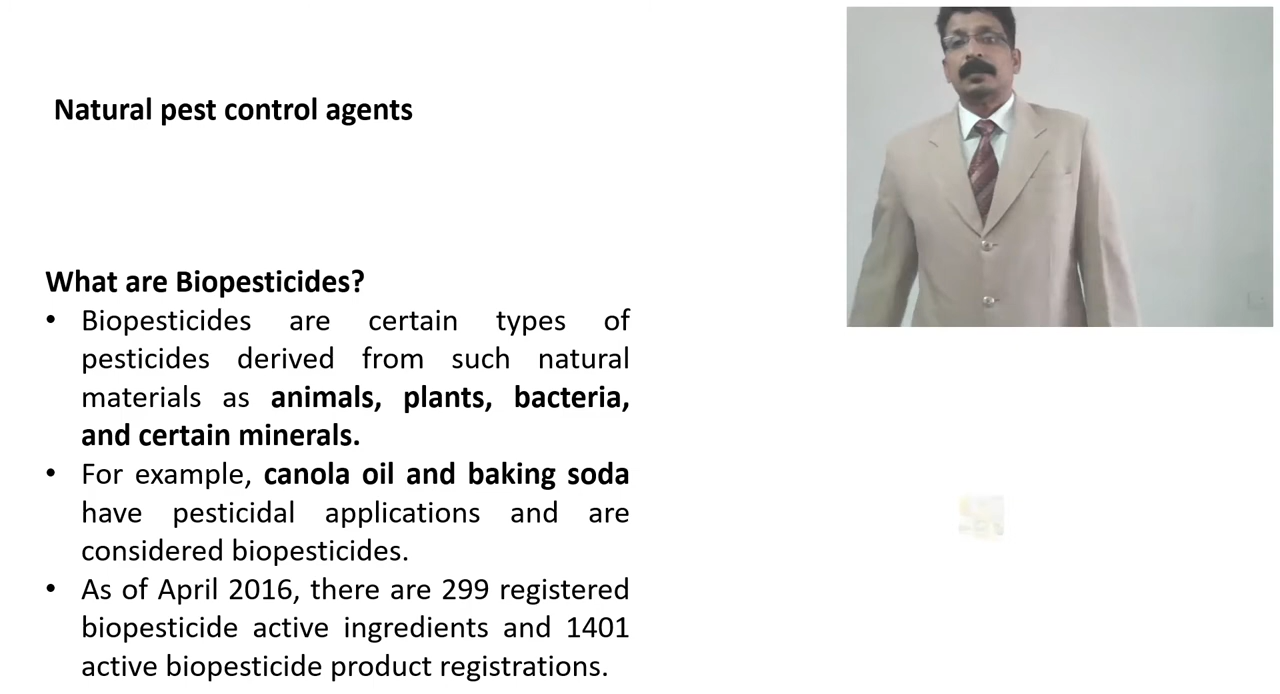 Natural pest control agents
What are Biopesticides?
• Biopesticides are certain types of
pesticides derived from such natural
materials as animals, plants, bacteria,
and certain minerals.
• For example, canola oil and baking soda
have pesticidal applications and are
considered biopesticides.
• As of April 2016, there are 299 registered
biopesticide active ingredients and 1401
active biopesticide product registrations.